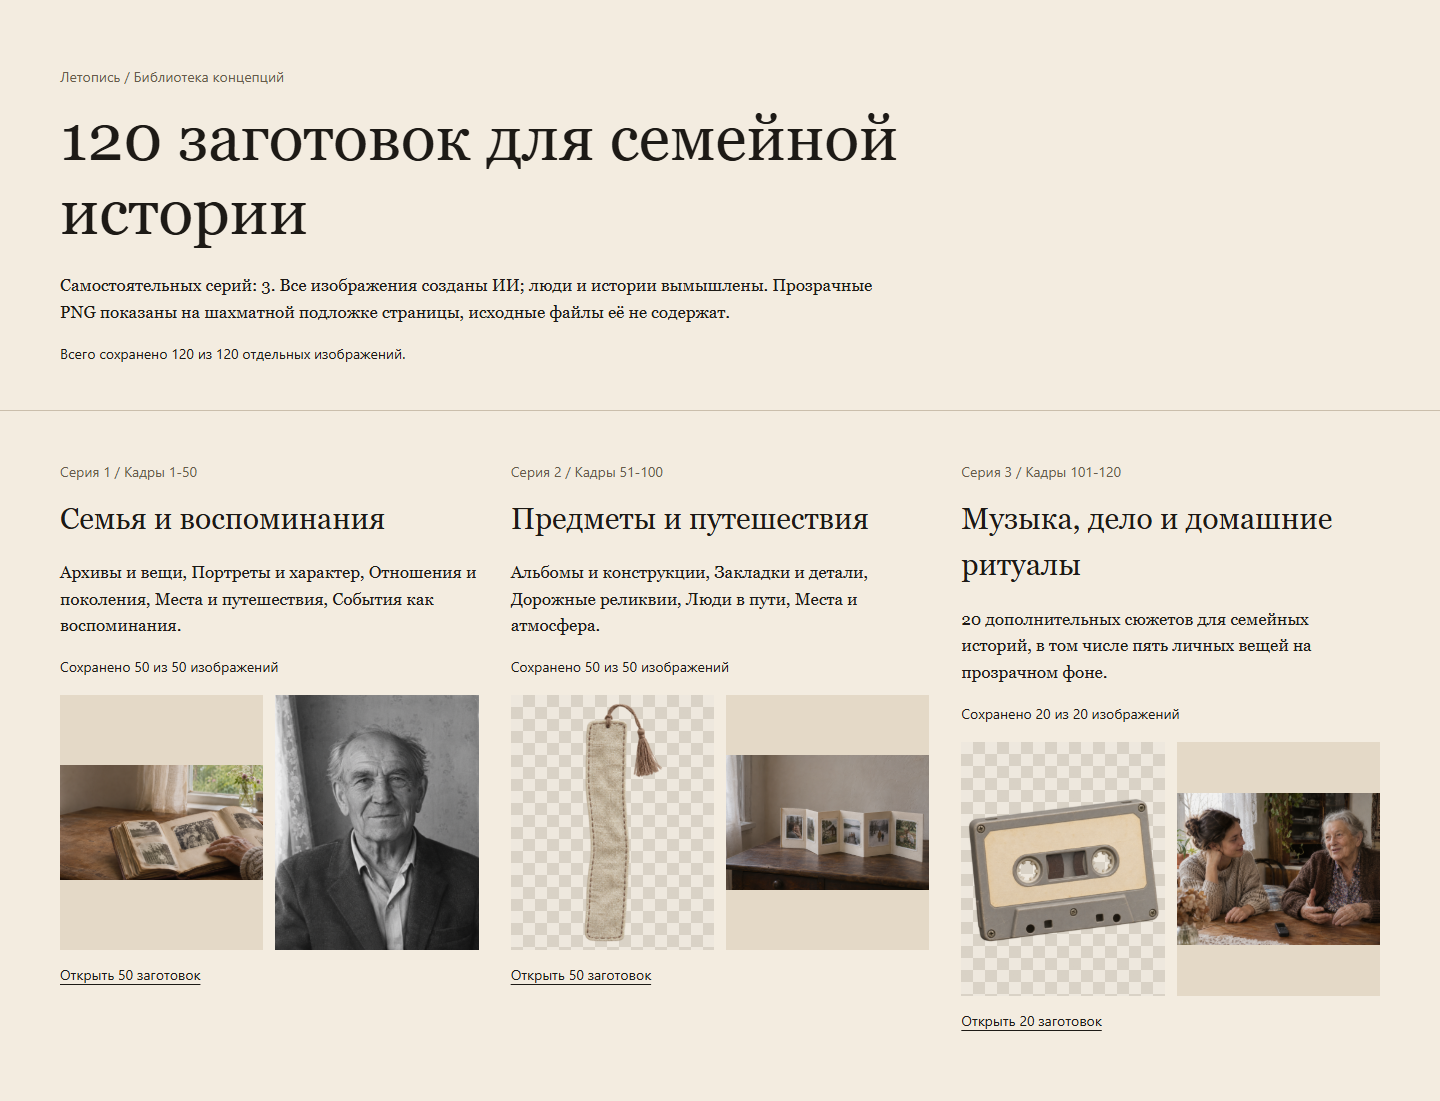 Летопись / Библиотека концепций
120 заготовок для семейной
истории
Самостоятельных серий: 3. Все изображения созданы ИИ; люди и истории вымышлены. Прозрачные
PNG показаны на шахматной подложке страницы, исходные файлы её не содержат.
Всего сохранено 120 из 120 отдельных изображений.
Серия 1 / Кадры 1-50
Семья и воспоминания
Архивы и вещи, Портреты и характер, Отношения и
поколения, Места и путешествия, События как
воспоминания.
Сохранено 50 из 50 изображений
Открыть 50 заготовок
Серия 2 / Кадры 51-100
Предметы и путешествия
Альбомы и конструкции, Закладки и детали,
Дорожные реликвии, Люди в пути, Места и
атмосфера.
Сохранено 50 из 50 изображений
Открыть 50 заготовок
Серия 3 / Кадры 101-120
Музыка, дело и домашние
ритуалы
20 дополнительных сюжетов для семейных
историй, в том числе пять личных вещей на
прозрачном фоне.
Сохранено 20 из 20 изображений
Открыть 20 заготовок